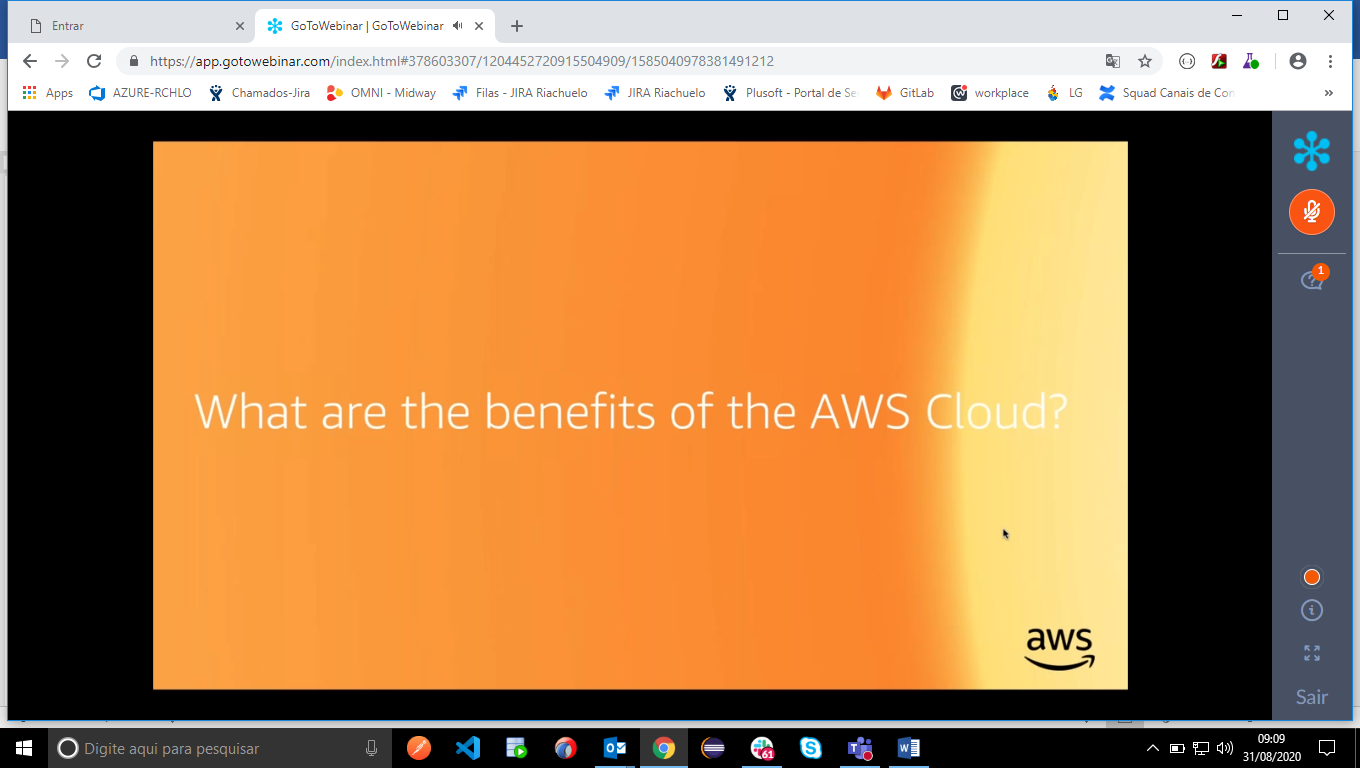 Entrar
GoToWebinar | GoToWebinar
https://app.gotowebinar.com/index.html#378603307/1204452720915504909/1585040978381491212
Apps AZURE-RCHLO Chamados-Jira OMNI - Midway Filas - JIRA Riachuelo JIRA Riachuelo Plusoft - Portal de Se GitLab workplace LG Squad Canais de Con »
1
What are the benefits of the AWS Cloud?
aws
Sair
Digite aqui para pesquisar
61
09:09
31/08/2020